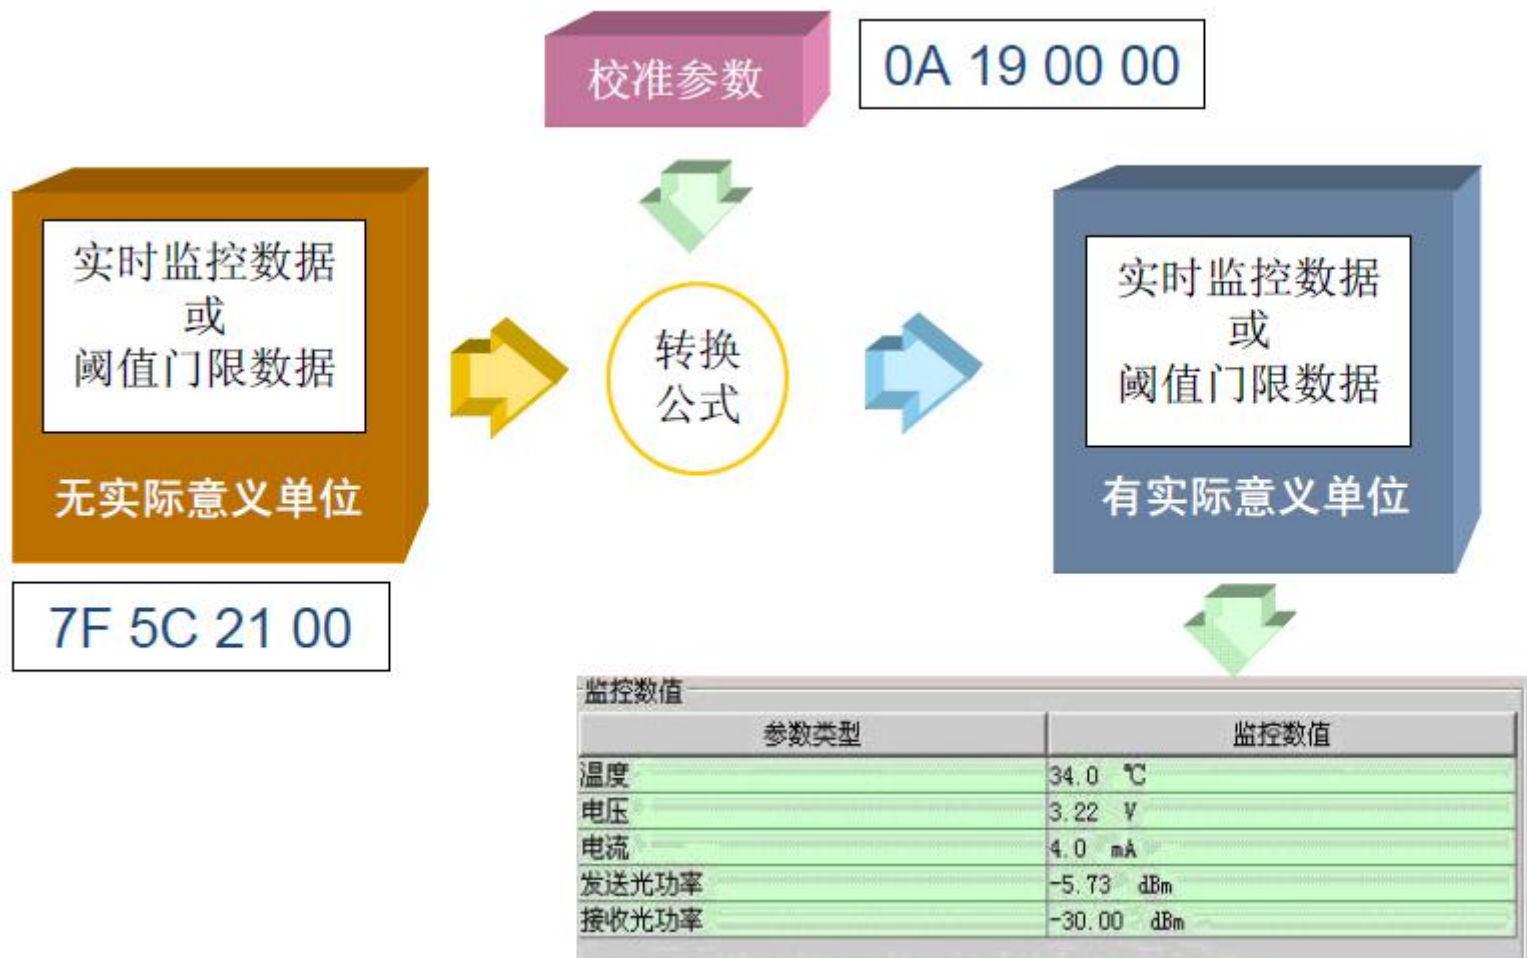 校准参数
0A 19 00 00
实时监控数据
或
阈值门限数据
无实际意义单位
7F 5C 21 00
转换
公式
实时监控数据
或
阈值门限数据
有实际意义单位
监控数值
参数类型 监控数值
温度 34.0 ℃
电压 3.22 V
电流 4.0 mA
发送光功率 -5.73 dBm
接收光功率 -30.00 dBm